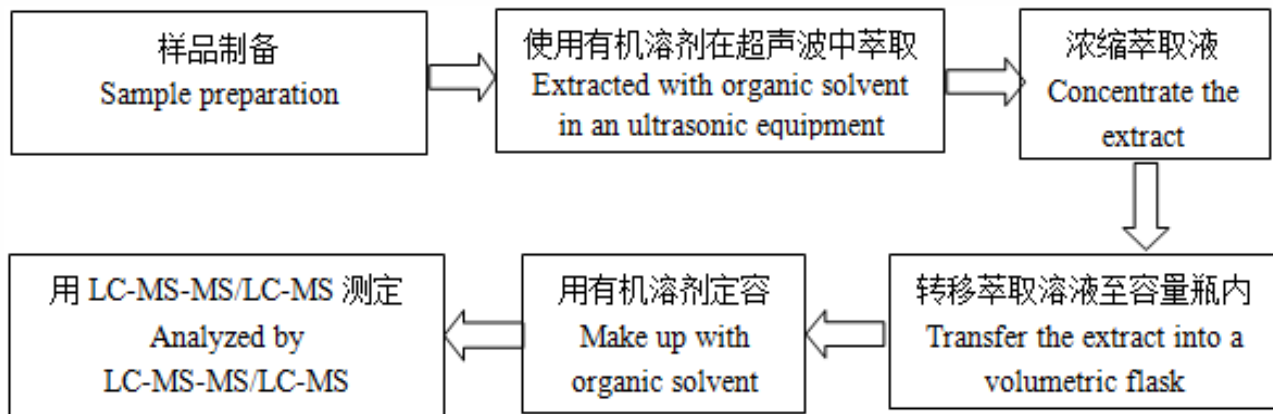 样品制备
Sample preparation
使用有机溶剂在超声波中萃取
Extracted with organic solvent
in an ultrasonic equipment
浓缩萃取液
Concentrate the
extract
转移萃取溶液至容量瓶内
Transfer the extract into a
volumetric flask
用有机溶剂定容
Make up with
organic solvent
用 LC-MS-MS/LC-MS 测定
Analyzed by
LC-MS-MS/LC-MS